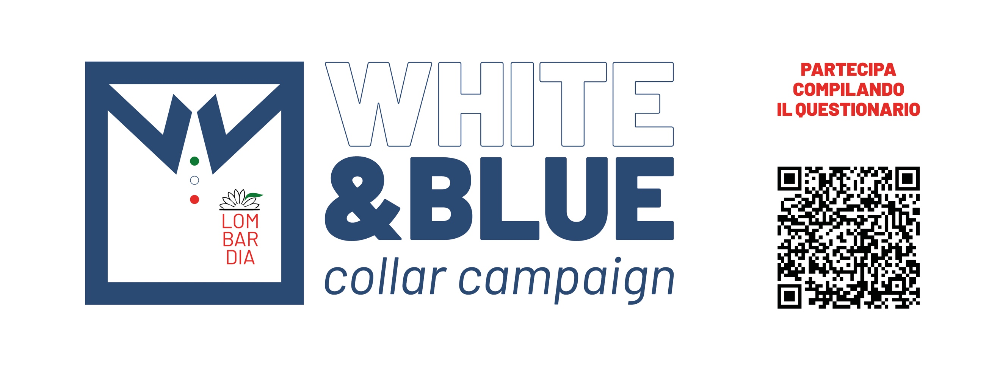 LOM
BAR
DIA
WHITE
&BLUE
collar campaign
PARTECIPA
COMPILANDO
IL QUESTIONARIO